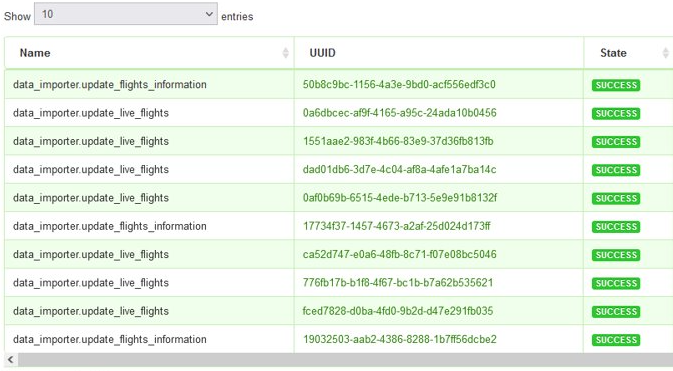 Show 10 entries
Name UUID State
data_importer.update_flights_information 50b8c9bc-1156-4a3e-9bd0-acf556edf3c0 SUCCESS
data_importer.update_live_flights 0a6dbcec-af9f-4165-a95c-24ada10b0456 SUCCESS
data_importer.update_live_flights 1551aae2-983f-4b66-83e9-37d36fb813fb SUCCESS
data_importer.update_live_flights dad01db6-3d7e-4c04-af8a-4afe1a7ba14c SUCCESS
data_importer.update_live_flights 0af0b69b-6515-4ede-b713-5e9e91b8132f SUCCESS
data_importer.update_flights_information 17734f37-1457-4673-a2af-25d024d173ff SUCCESS
data_importer.update_live_flights ca52d747-e0a6-48fb-8c71-f07e08bc5046 SUCCESS
data_importer.update_live_flights 776fb17b-b1f8-4f67-bc1b-b7a62b535621 SUCCESS
data_importer.update_live_flights fced7828-d0ba-4fd0-9b2d-d47e291fb035 SUCCESS
data_importer.update_flights_information 19032503-aab2-4386-8288-1b7ff56dcbe2 SUCCESS